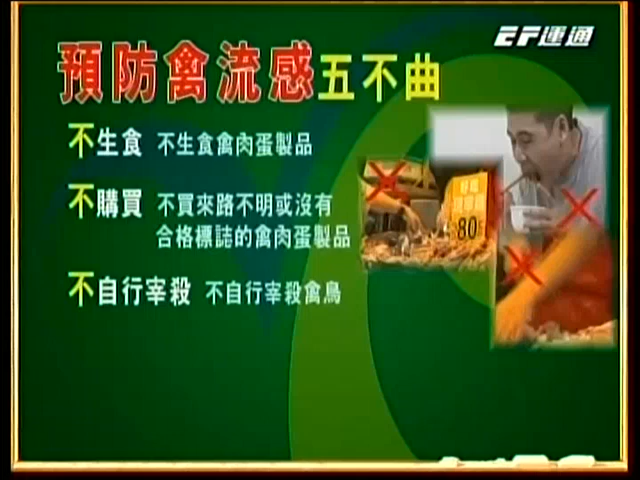 EF運通
預防禽流感五不曲
不生食 不生食禽肉蛋製品
不購買 不買來路不明或沒有
合格標誌的禽肉蛋製品
不自行宰殺 不自行宰殺禽鳥
80